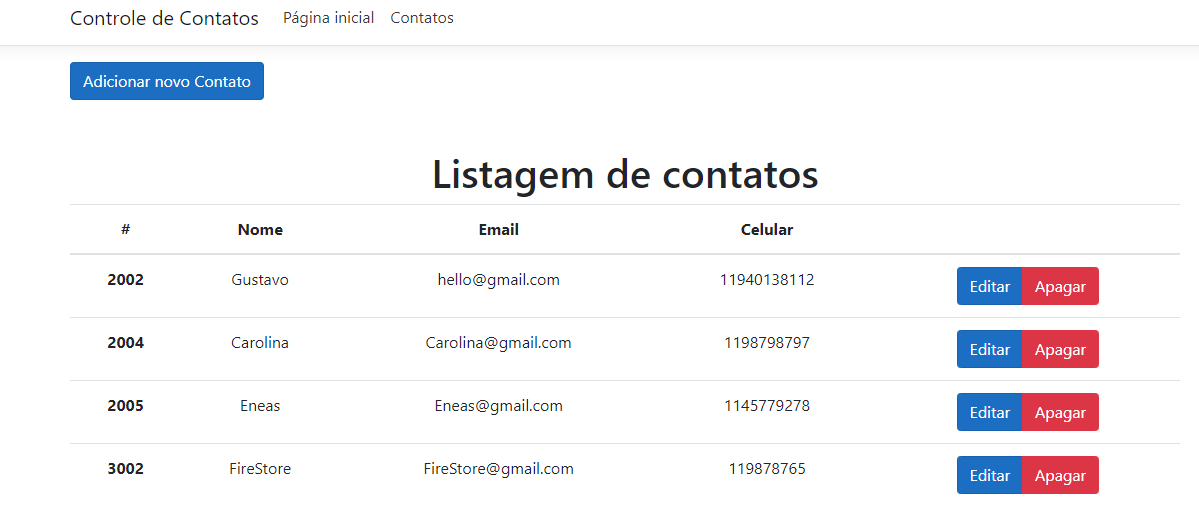 Controle de Contatos Página inicial Contatos
Adicionar novo Contato
Listagem de contatos
# Nome Email Celular
2002 Gustavo hello@gmail.com 11940138112 Editar Apagar
2004 Carolina Carolina@gmail.com 1198798797 Editar Apagar
2005 Eneas Eneas@gmail.com 1145779278 Editar Apagar
3002 FireStore FireStore@gmail.com 119878765 Editar Apagar